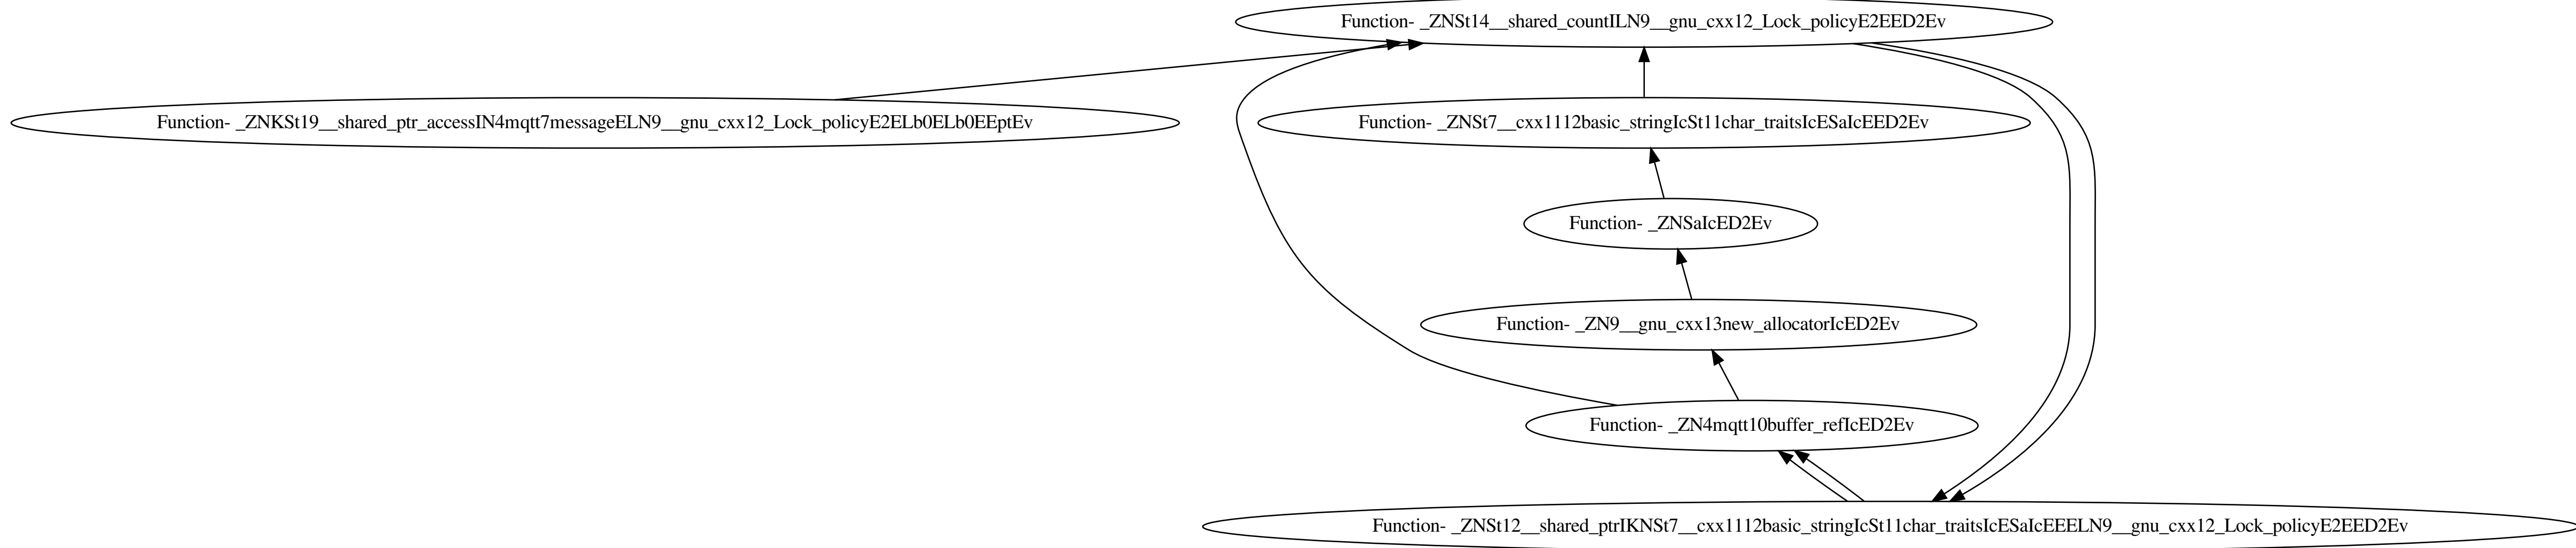 Function- _ZNSt14__shared_countILN9__gnu_cxx12_Lock_policyE2EED2Ev
Function- _ZNKSt19__shared_ptr_accessIN4mqtt7messageELN9__gnu_cxx12_Lock_policyE2ELb0ELb0EEptEv
Function- _ZNSt7__cxx1112basic_stringIcSt11char_traitsIcESaIcEED2Ev
Function- _ZNSaIcED2Ev
Function- _ZN9__gnu_cxx13new_allocatorIcED2Ev
Function- _ZN4mqtt10buffer_refIcED2Ev
Function- _ZNSt12__shared_ptrIKNSt7__cxx1112basic_stringIcSt11char_traitsIcESaIcEEELN9__gnu_cxx12_Lock_policyE2EED2Ev